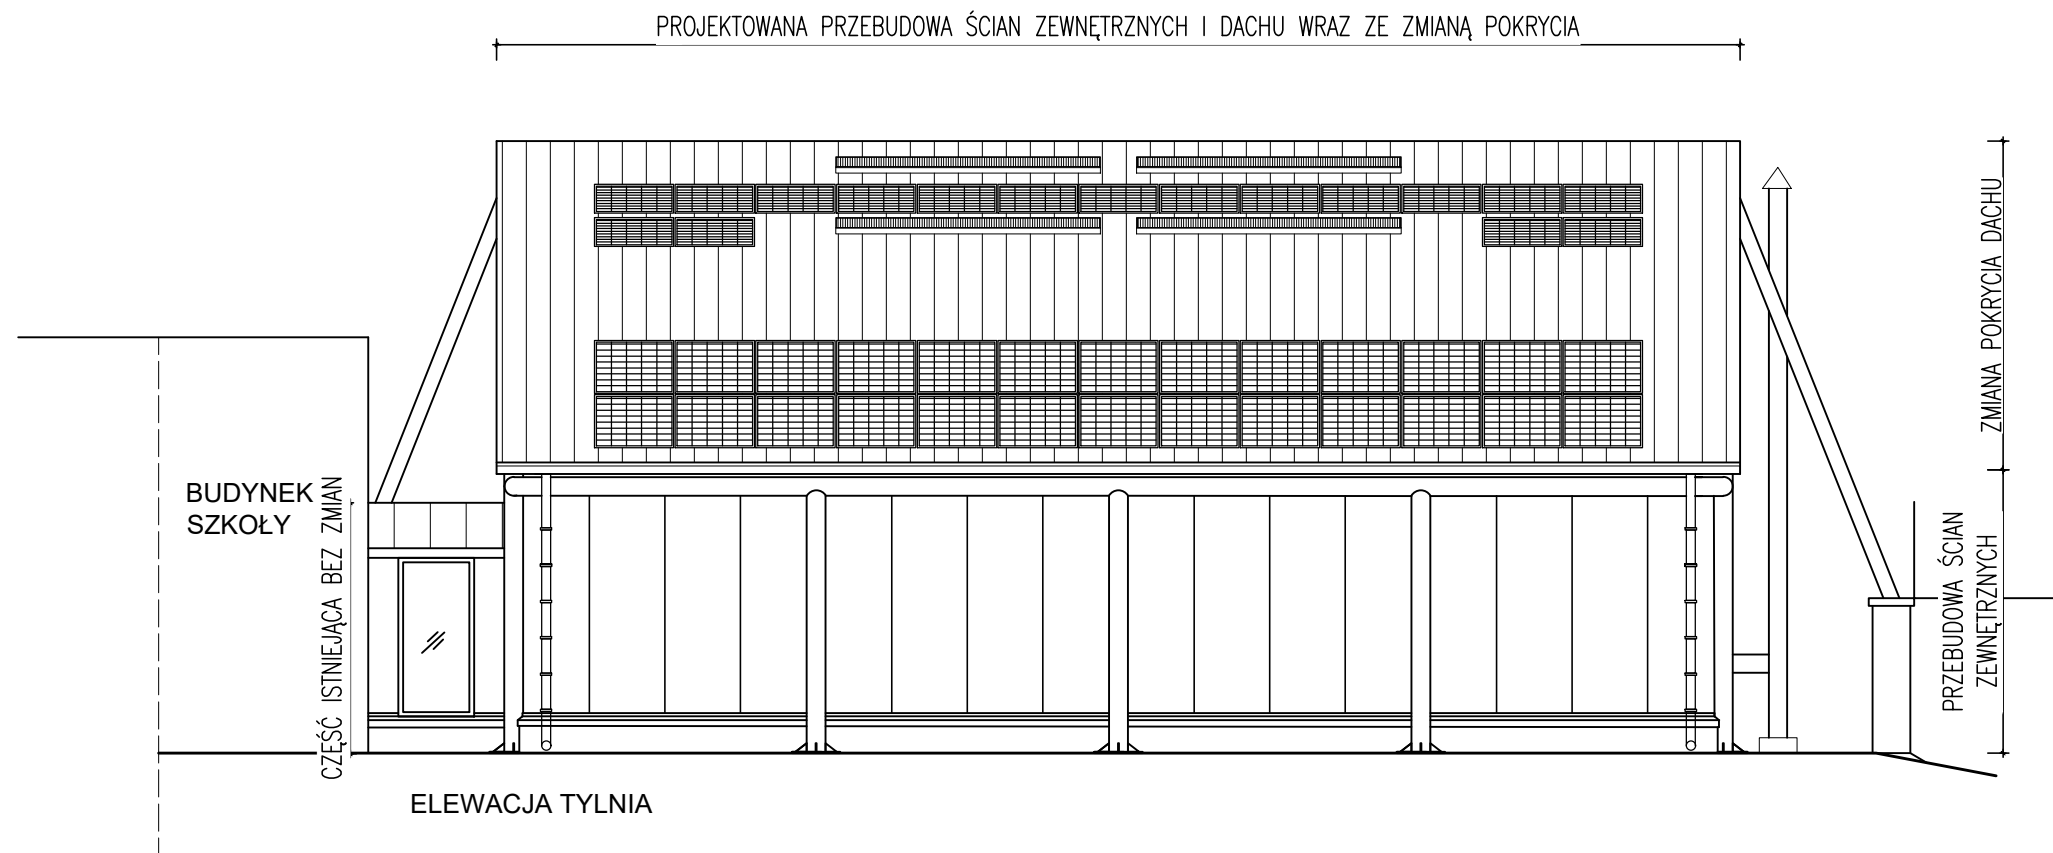 PROJEKTOWANA PRZEBUDOWA ŚCIAN ZEWNĘTRZNYCH I DACHU WRAZ ZE ZMIANĄ POKRYCIA
ZMIANA POKRYCIA DACHU
BUDYNEK
SZKOŁY
CZĘŚĆ ISTNIEJĄCA BEZ ZMIAN
PRZEBUDOWA ŚCIAN
ZEWNĘTRZNYCH
ELEWACJA TYLNIA